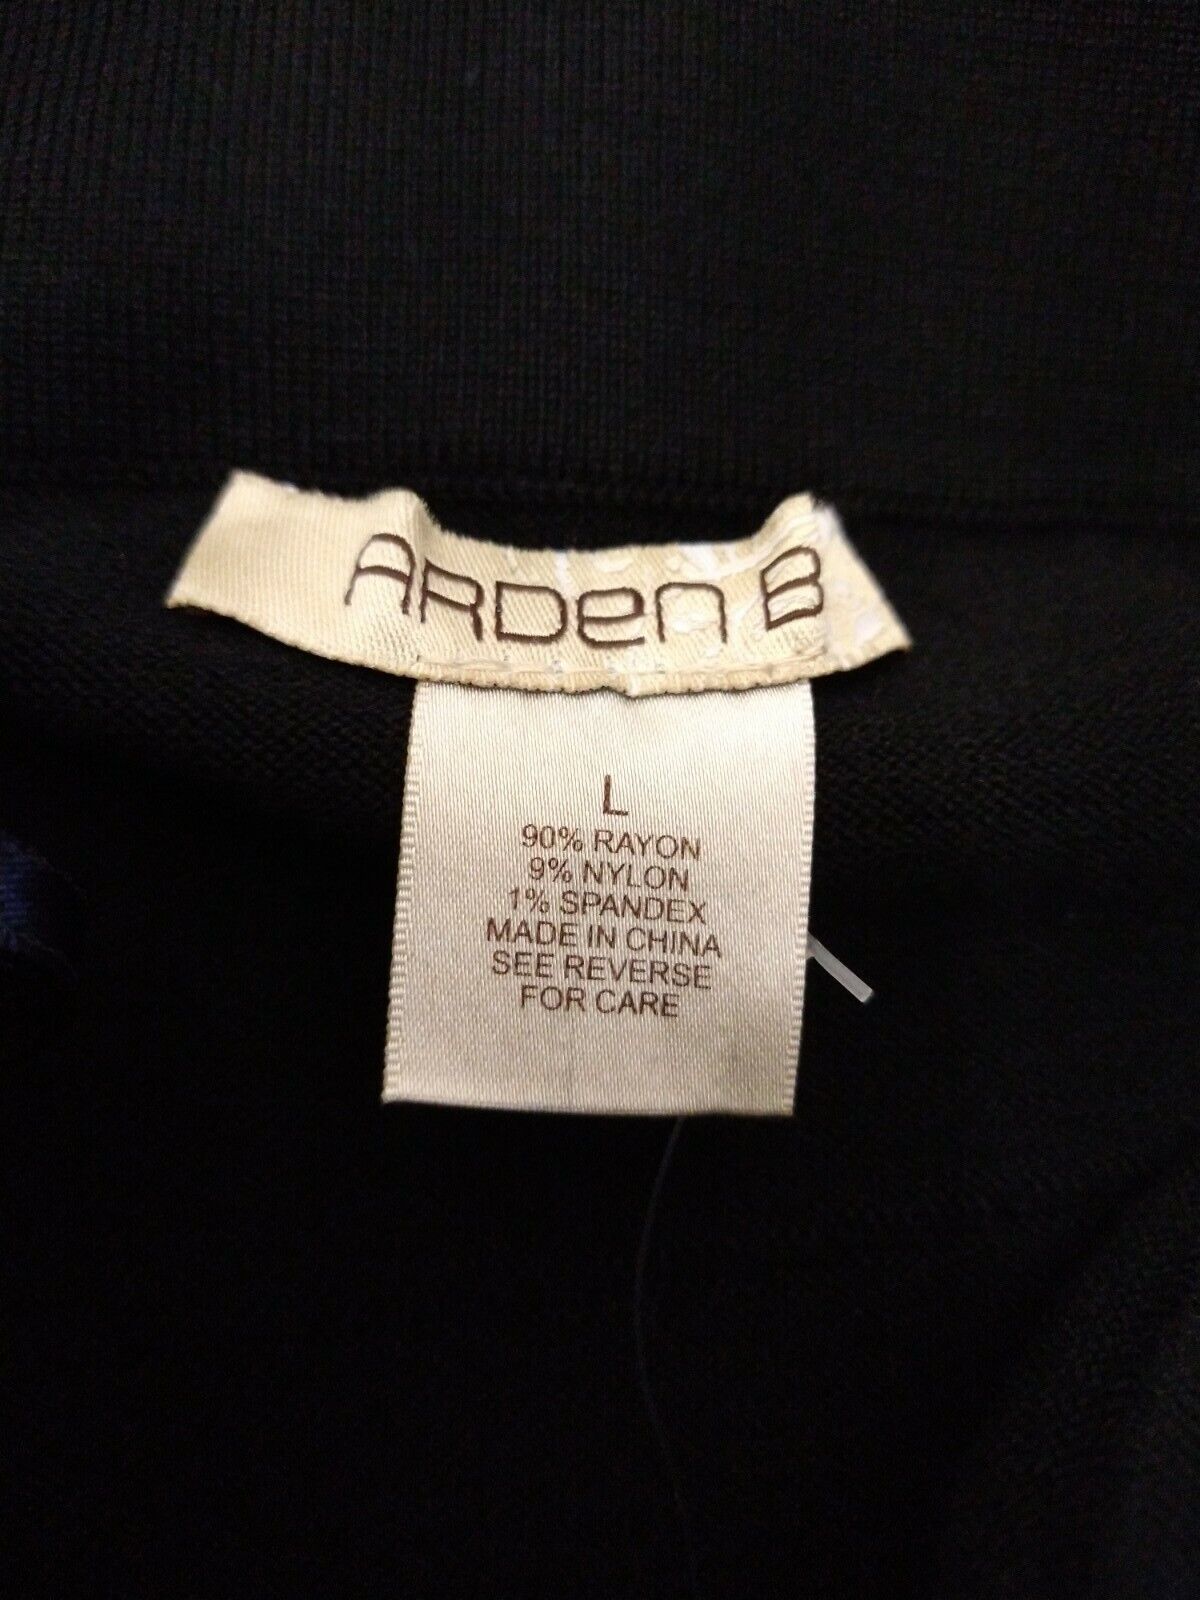 ARDEN B
L
90% RAYON
9% NYLON
1% SPANDEX
MADE IN CHINA
SEE REVERSE
FOR CARE